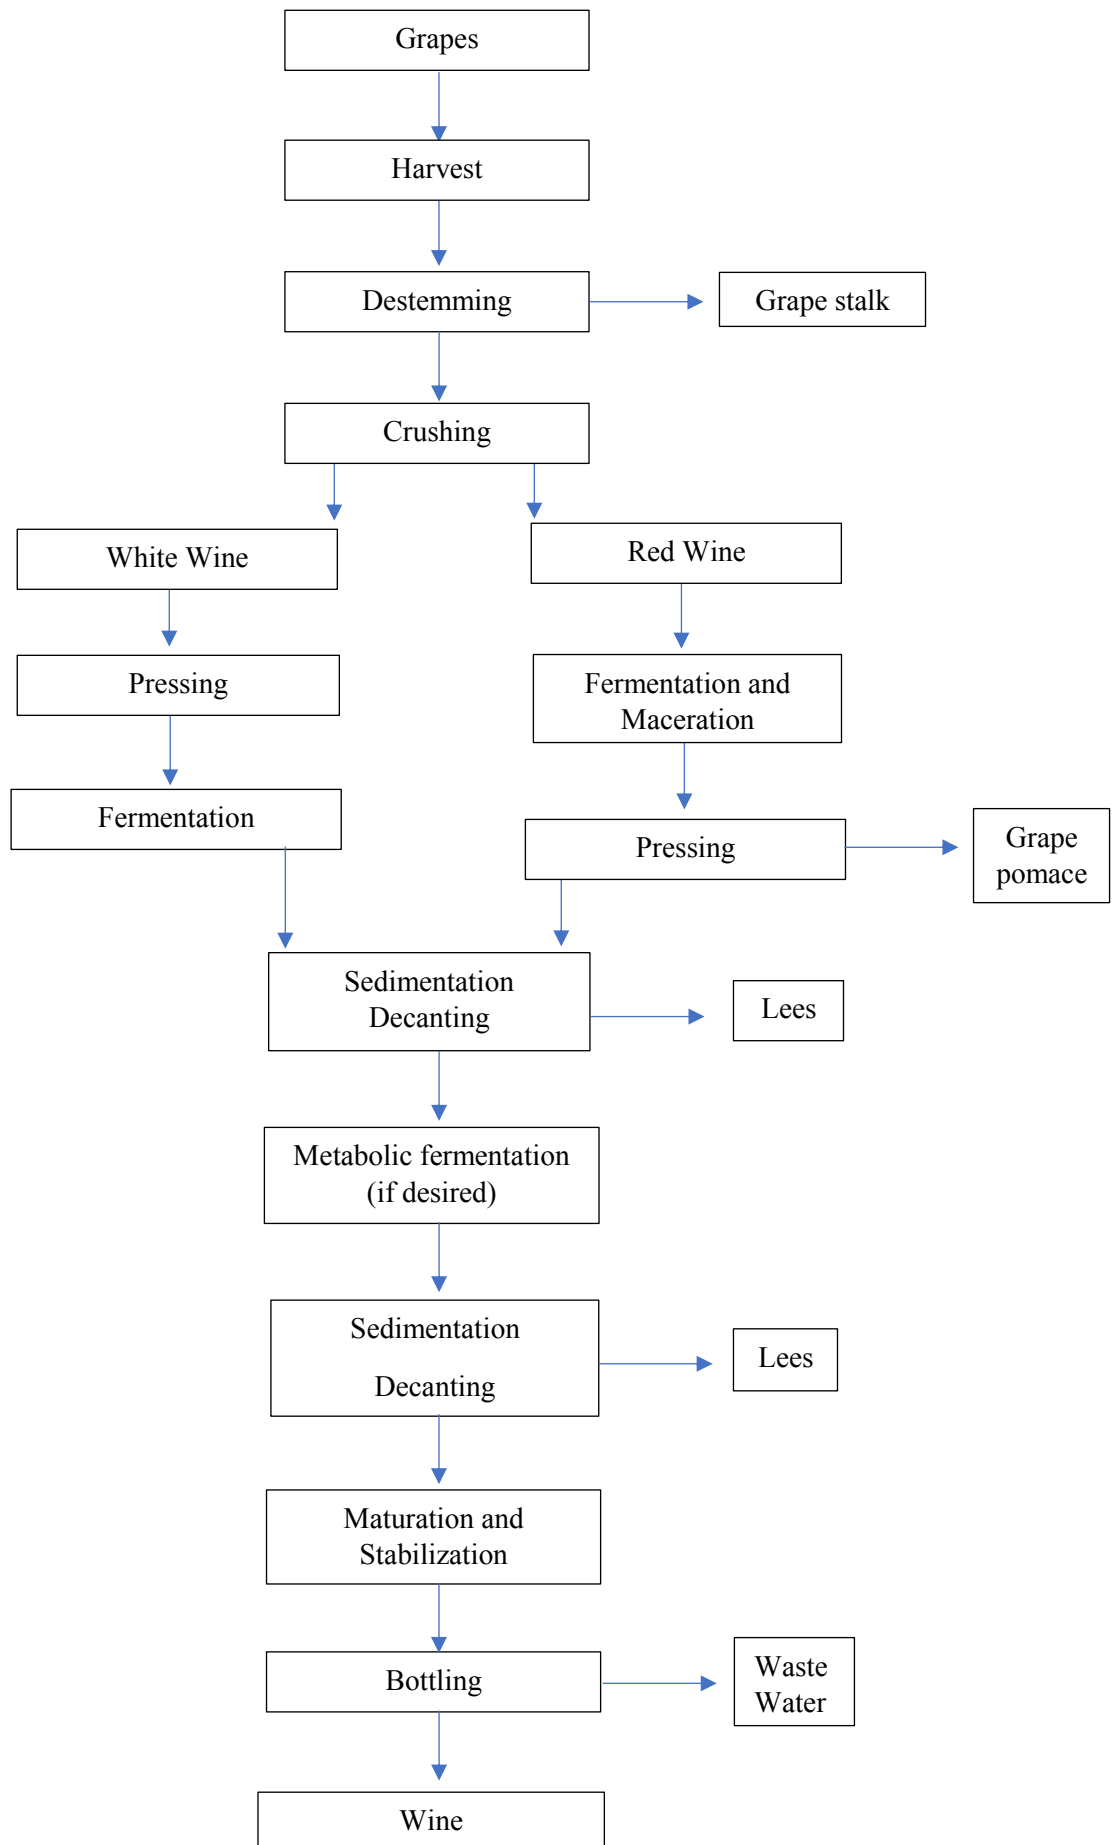 Grapes
Harvest
Destemming
Grape stalk
Crushing
White Wine
Red Wine
Pressing
Fermentation and
Maceration
Fermentation
Pressing
Grape
pomace
Sedimentation
Decanting
Lees
Metabolic fermentation
(if desired)
Sedimentation
Decanting
Lees
Maturation and
Stabilization
Bottling
Waste
Water
Wine